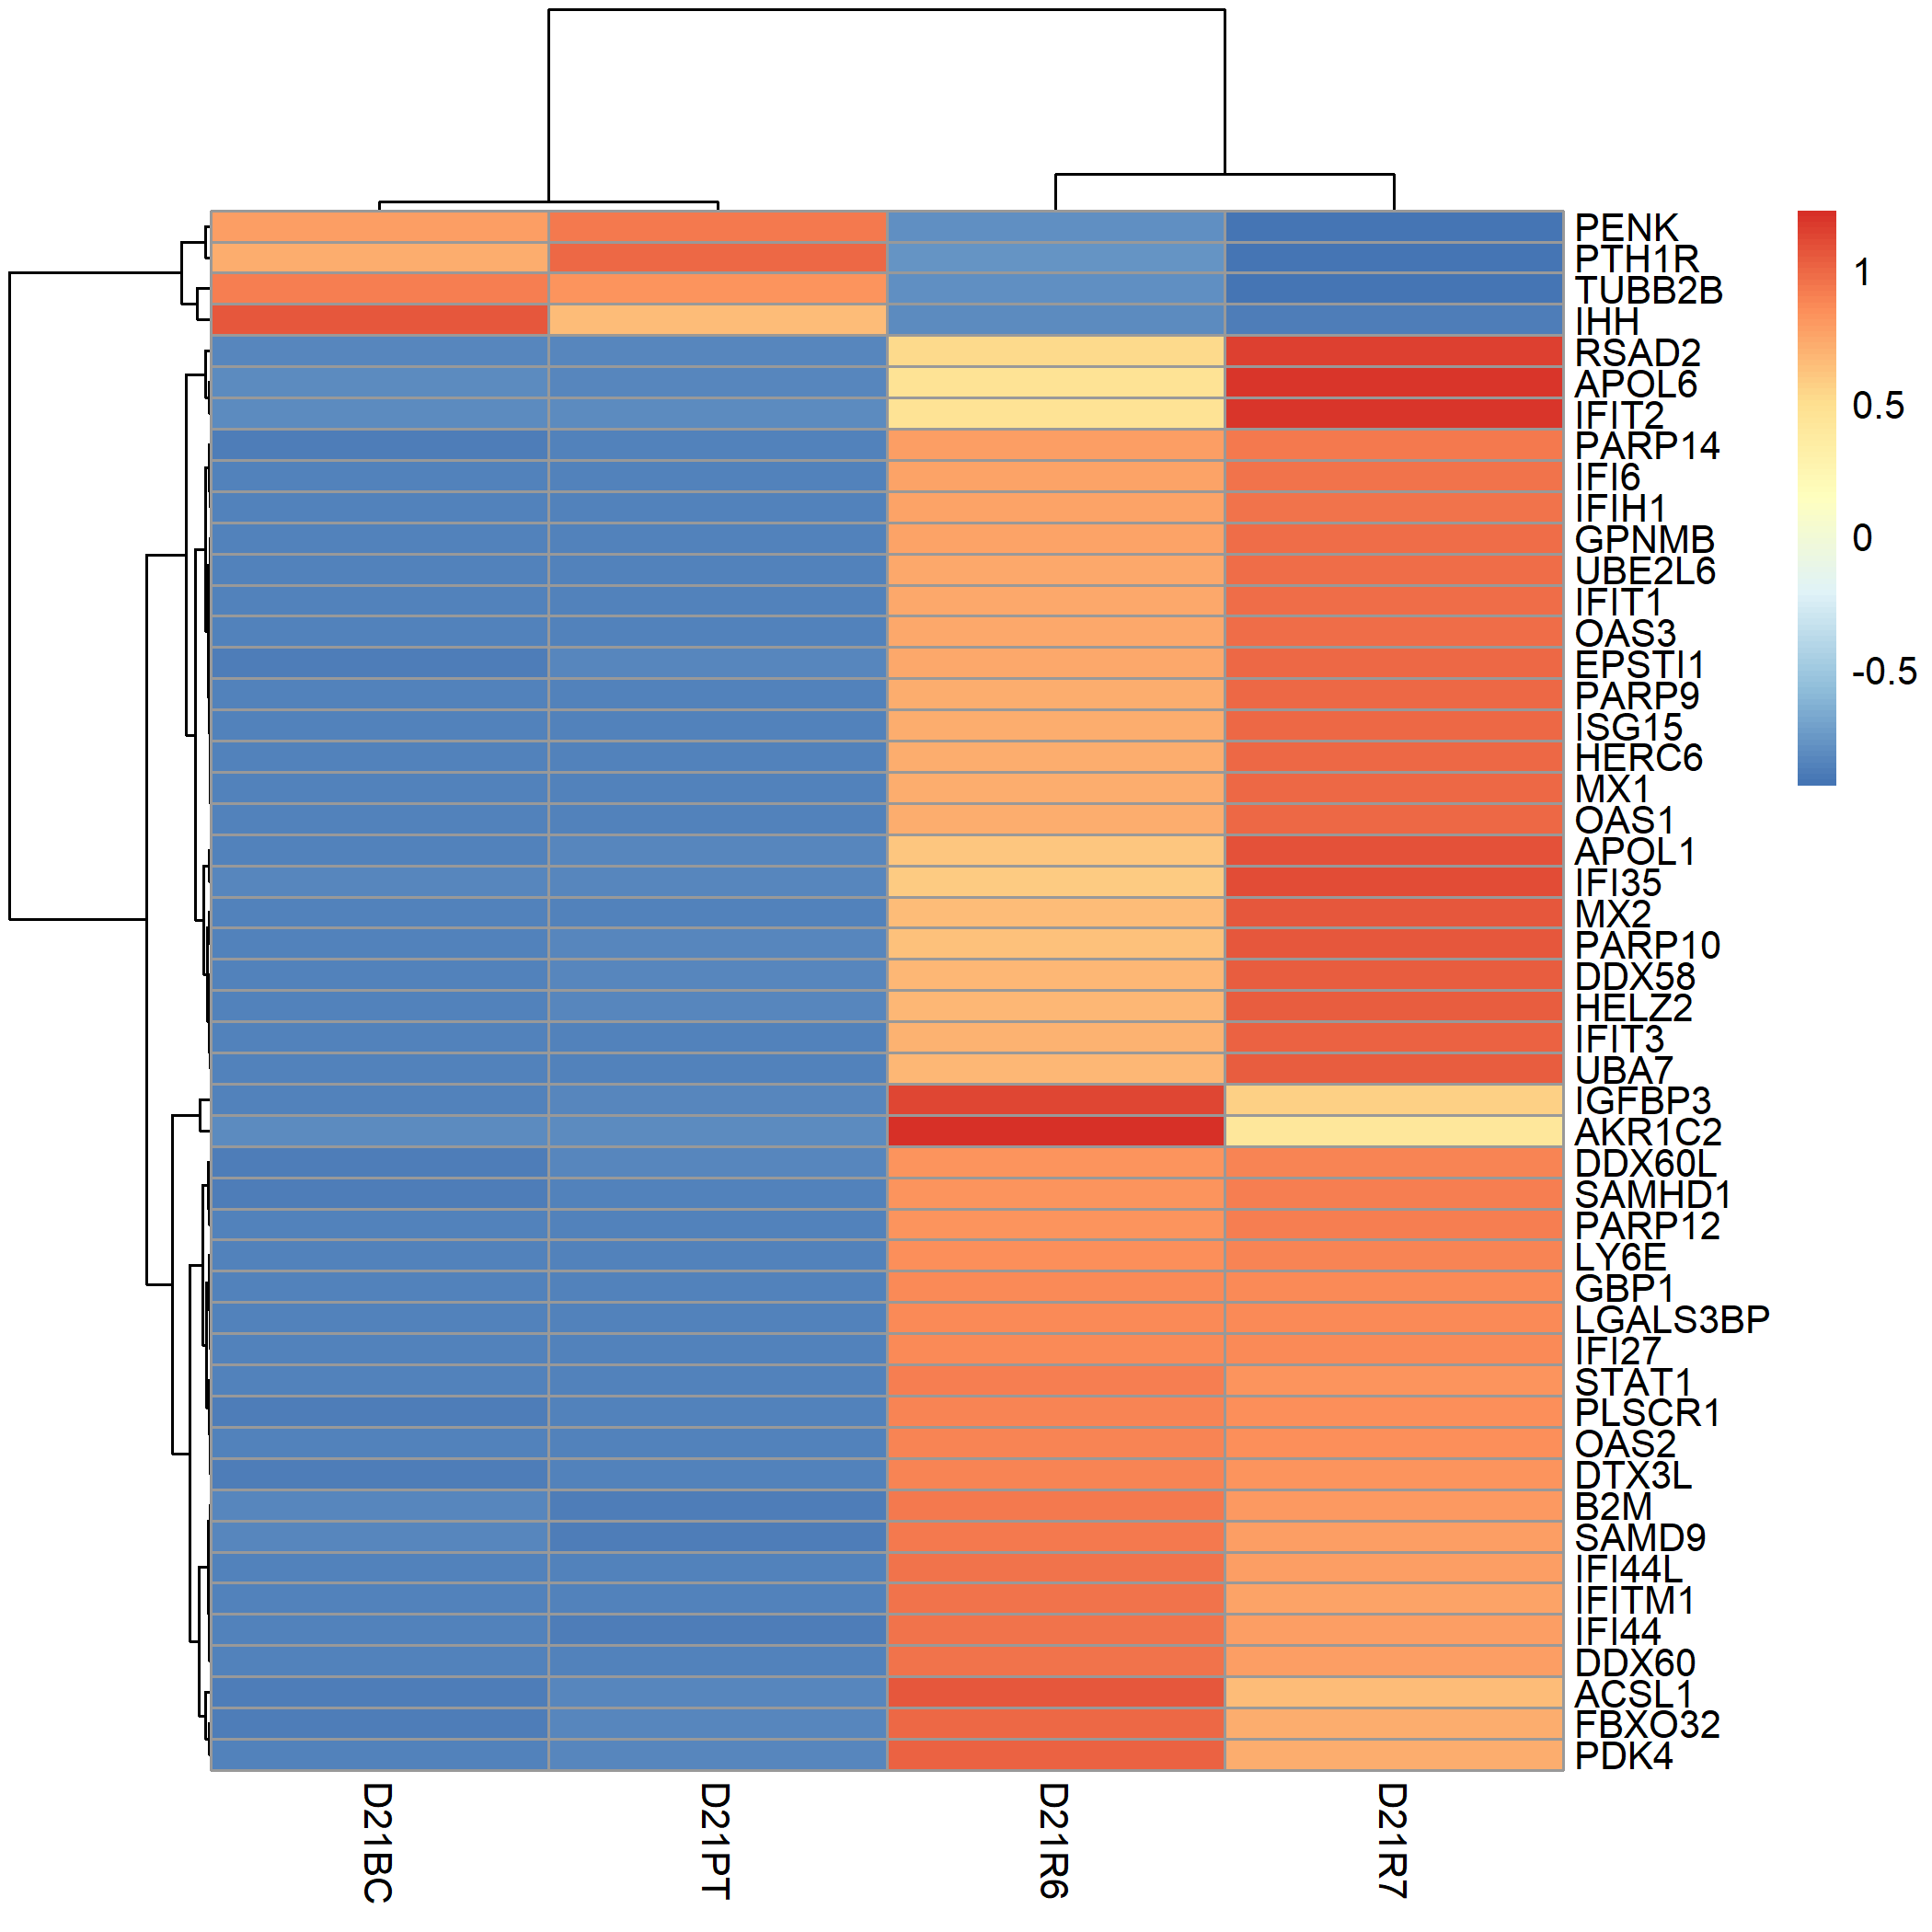 PENK
PTH1R
TUBB2B
IHH
RSAD2
APOL6
IFIT2
PARP14
IFI6
IFIH1
GPNMB
UBE2L6
IFIT1
OAS3
EPSTI1
PARP9
ISG15
HERC6
MX1
OAS1
APOL1
IFI35
MX2
PARP10
DDX58
HELZ2
IFIT3
UBA7
IGFBP3
AKR1C2
DDX60L
SAMHD1
PARP12
LY6E
GBP1
LGALS3BP
IFI27
STAT1
PLSCR1
OAS2
DTX3L
B2M
SAMD9
IFI44L
IFITM1
IFI44
DDX60
ACSL1
FBXO32
PDK4
1
0.5
0
-0.5
D21BC
D21PT
D21R6
D21R7